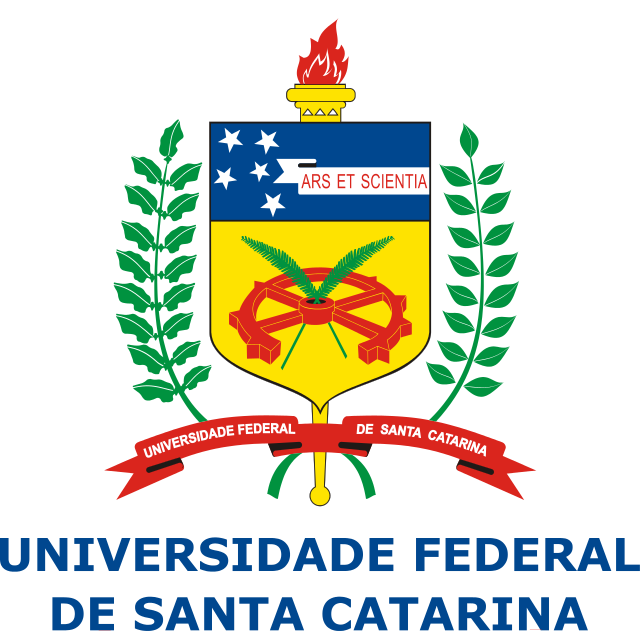 ARS ET SCIENTIA
UNIVERSIDADE FEDERAL
DE SANTA CATARINA
UNIVERSIDADE FEDERAL
DE SANTA CATARINA